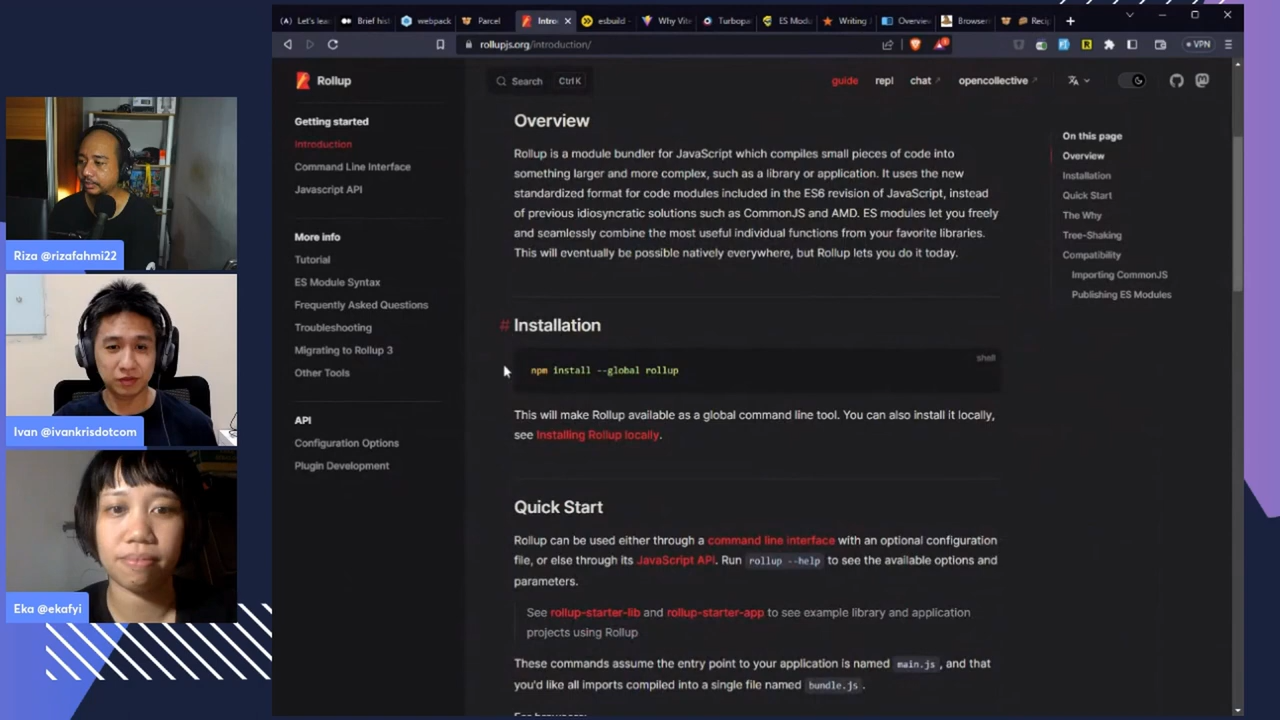 Let's lea
Brief hist
webpack
Parcel
Intro
esbuild -
Why Vite
Turbopa
ES Modu
Writing
Overview
Browser
Recip
rollupjs.org/introduction/
VPN
Rollup
Search
Ctrl K
guide
repl
chat
opencollective
Getting started
Introduction
Command Line Interface
Javascript API
More info
Tutorial
ES Module Syntax
Frequently Asked Questions
Troubleshooting
Migrating to Rollup 3
Other Tools
API
Configuration Options
Plugin Development
Overview
Rollup is a module bundler for JavaScript which compiles small pieces of code into
something larger and more complex, such as a library or application. It uses the new
standardized format for code modules included in the ES6 revision of JavaScript, instead
of previous idiosyncratic solutions such as CommonJS and AMD. ES modules let you freely
and seamlessly combine the most useful individual functions from your favorite libraries.
This will eventually be possible natively everywhere, but Rollup lets you do it today.
# Installation
shell
npm install --global rollup
This will make Rollup available as a global command line tool. You can also install it locally,
see Installing Rollup locally.
Quick Start
Rollup can be used either through a command line interface with an optional configuration
file, or else through its JavaScript API. Run rollup --help to see the available options and
parameters.
See rollup-starter-lib and rollup-starter-app to see example library and application
projects using Rollup
These commands assume the entry point to your application is named main.js, and that
you'd like all imports compiled into a single file named bundle.js.
For browsers:
On this page
Overview
Installation
Quick Start
The Why
Tree-Shaking
Compatibility
Importing CommonJS
Publishing ES Modules
Riza @rizafahmi22
Ivan @ivankrisdotcom
Eka @ekafyi